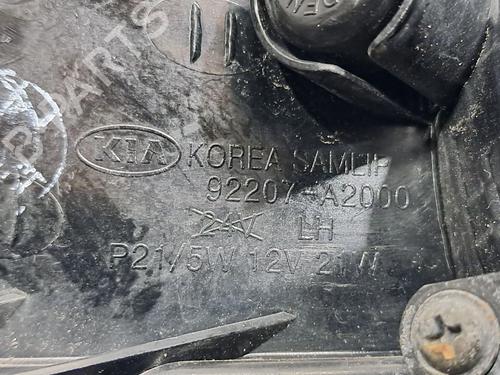 KIA KOREA SAMLIP
92207-A2000
24V LH
P21/5W 12V 21W